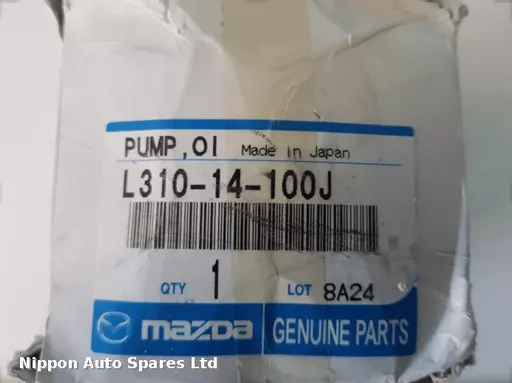 PUMP,OI Made in Japan
L310-14-100J
QTY 1 LOT 8A24
mazda GENUINE PARTS
Nippon Auto Spares Ltd